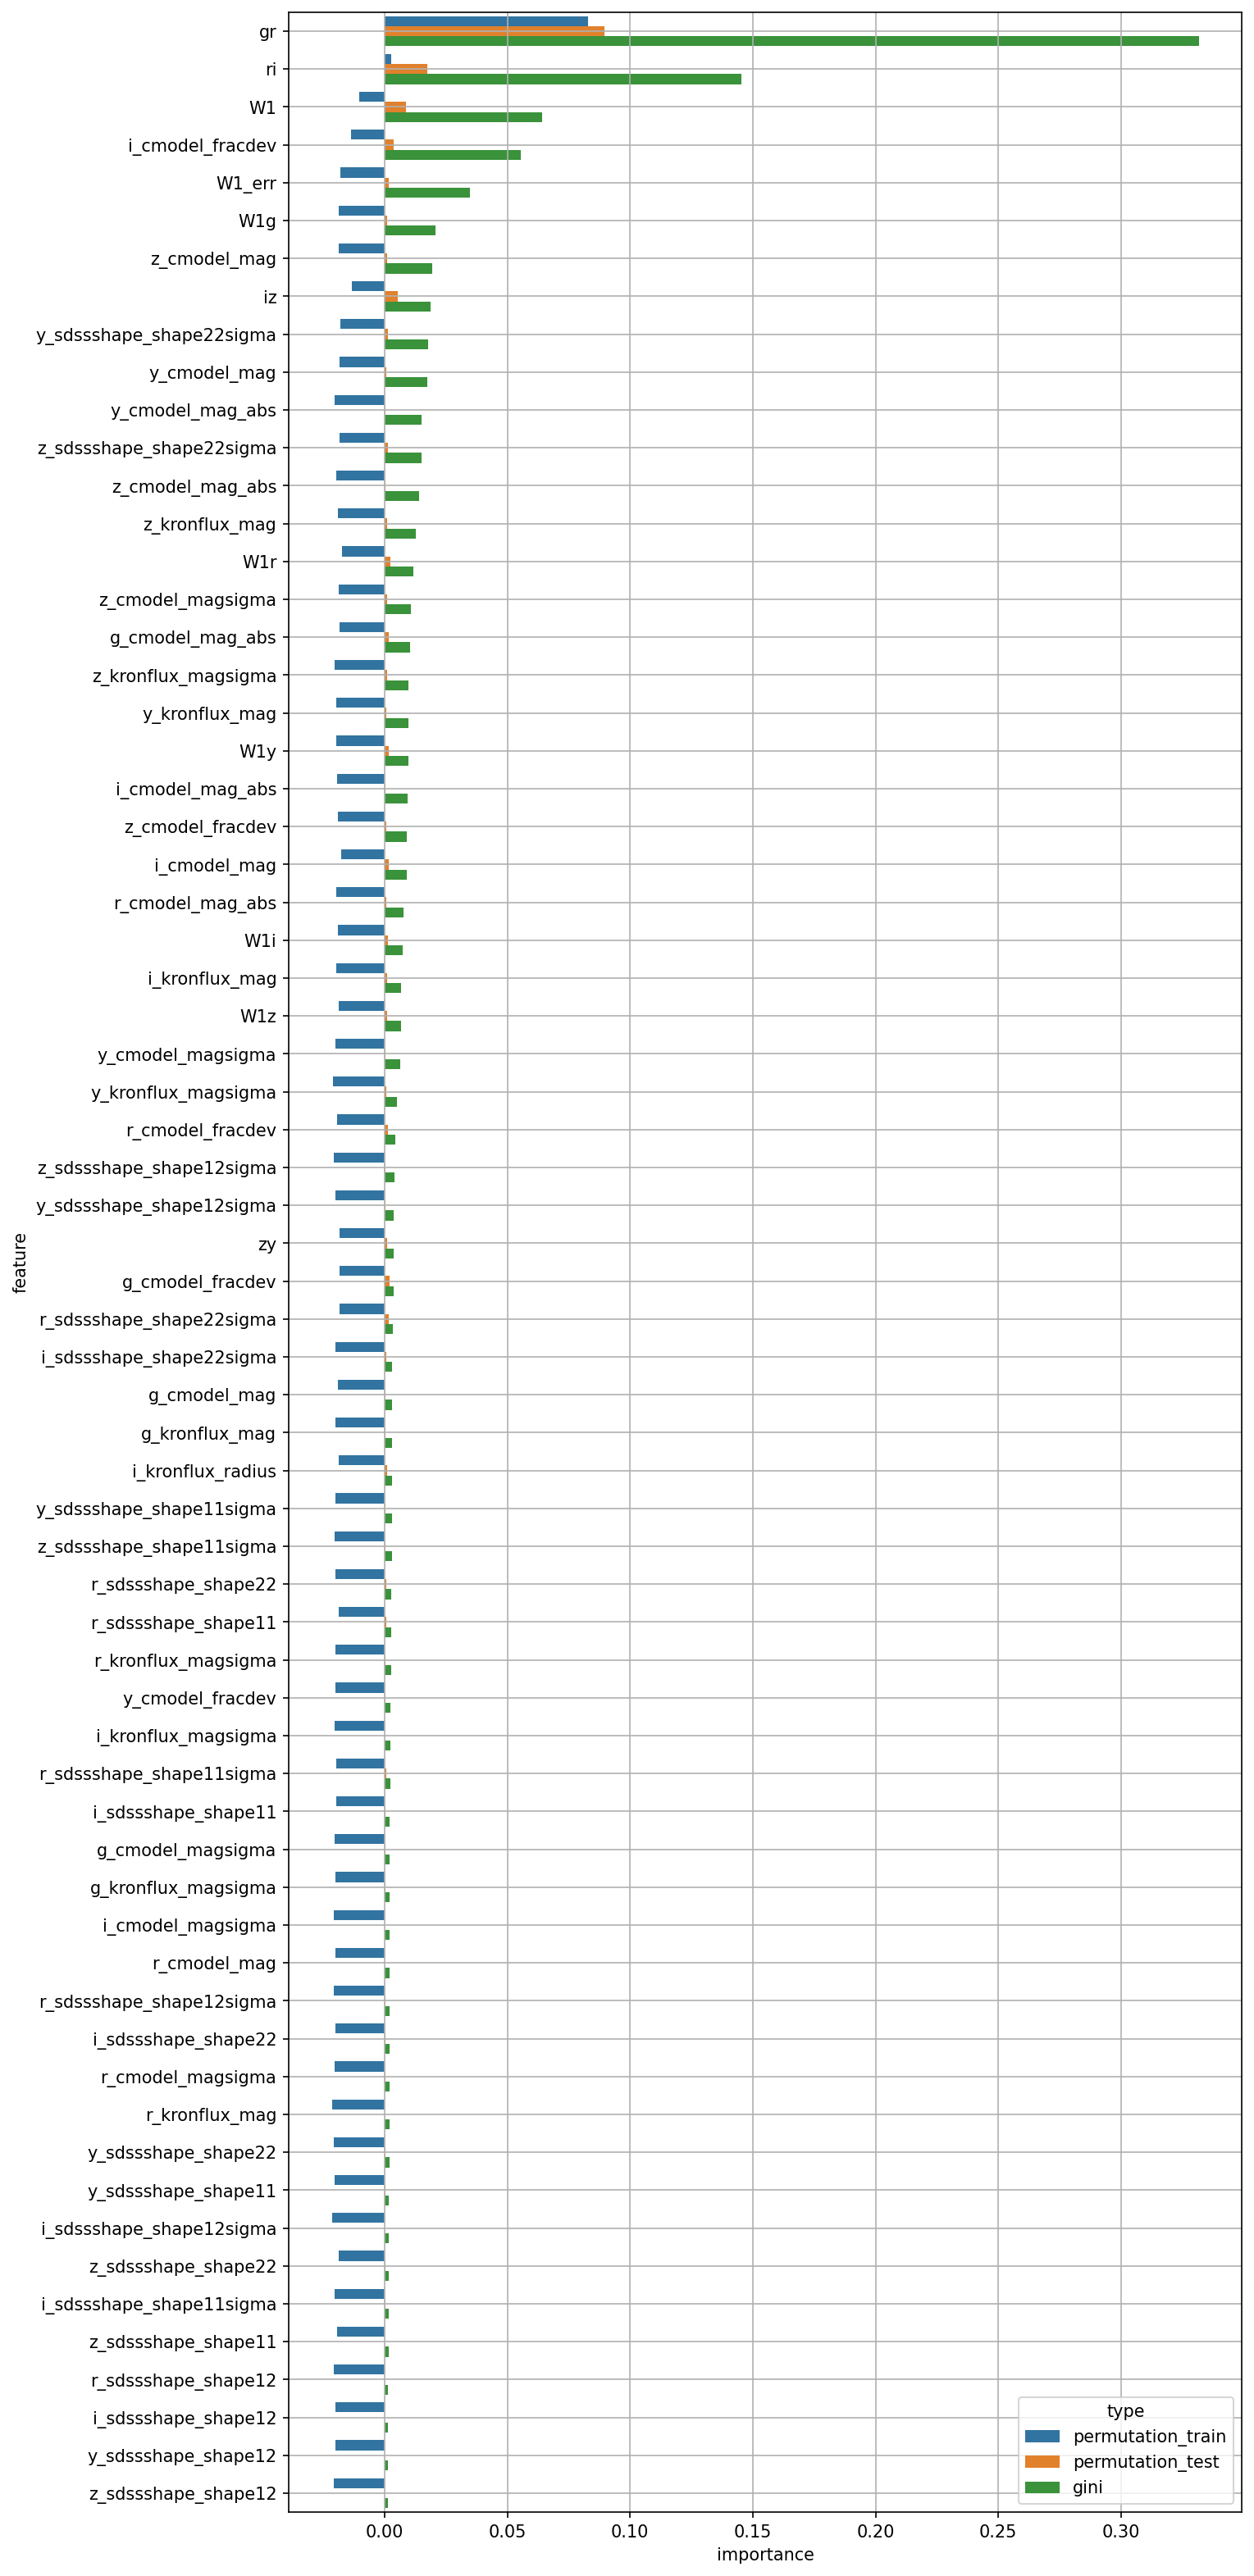 gr
ri
W1
i_cmodel_fracdev
W1_err
W1g
z_cmodel_mag
iz
y_sdssshape_shape22sigma
y_cmodel_mag
y_cmodel_mag_abs
z_sdssshape_shape22sigma
z_cmodel_mag_abs
z_kronflux_mag
W1r
z_cmodel_magsigma
g_cmodel_mag_abs
z_kronflux_magsigma
y_kronflux_mag
W1y
i_cmodel_mag_abs
z_cmodel_fracdev
i_cmodel_mag
r_cmodel_mag_abs
W1i
i_kronflux_mag
W1z
y_cmodel_magsigma
y_kronflux_magsigma
r_cmodel_fracdev
z_sdssshape_shape12sigma
y_sdssshape_shape12sigma
zy
feature
g_cmodel_fracdev
r_sdssshape_shape22sigma
i_sdssshape_shape22sigma
g_cmodel_mag
g_kronflux_mag
i_kronflux_radius
y_sdssshape_shape11sigma
z_sdssshape_shape11sigma
r_sdssshape_shape22
r_sdssshape_shape11
r_kronflux_magsigma
y_cmodel_fracdev
i_kronflux_magsigma
r_sdssshape_shape11sigma
i_sdssshape_shape11
g_cmodel_magsigma
g_kronflux_magsigma
i_cmodel_magsigma
r_cmodel_mag
r_sdssshape_shape12sigma
i_sdssshape_shape22
r_cmodel_magsigma
r_kronflux_mag
y_sdssshape_shape22
y_sdssshape_shape11
i_sdssshape_shape12sigma
z_sdssshape_shape22
i_sdssshape_shape11sigma
z_sdssshape_shape11
r_sdssshape_shape12
i_sdssshape_shape12
y_sdssshape_shape12
z_sdssshape_shape12
type
permutation_train
permutation_test
gini
0.00 0.05 0.10 0.15 0.20 0.25 0.30
importance